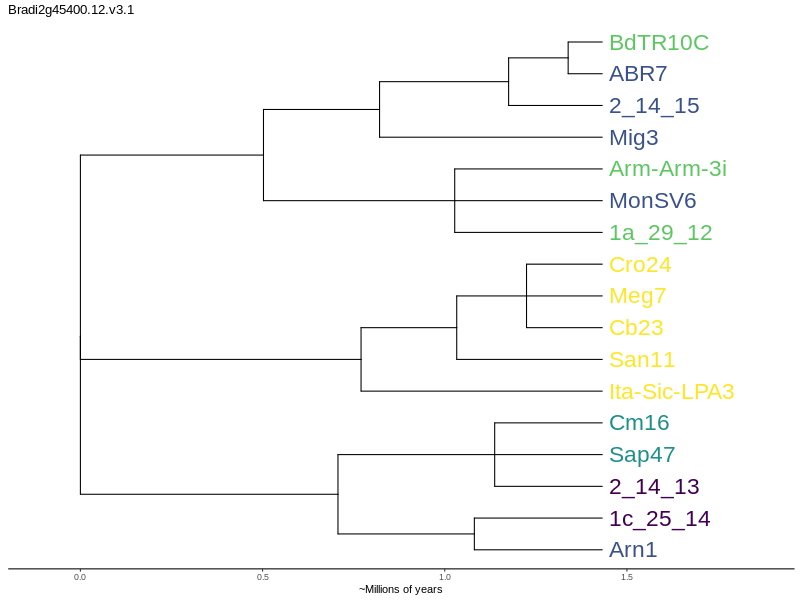 Bradi2g45400.12.v3.1
BdTR10C
ABR7
2_14_15
Mig3
Arm-Arm-3i
MonSV6
1a_29_12
Cro24
Meg7
Cb23
San11
Ita-Sic-LPA3
Cm16
Sap47
2_14_13
1c_25_14
Arn1
0.0 0.5 1.0 1.5
~Millions of years